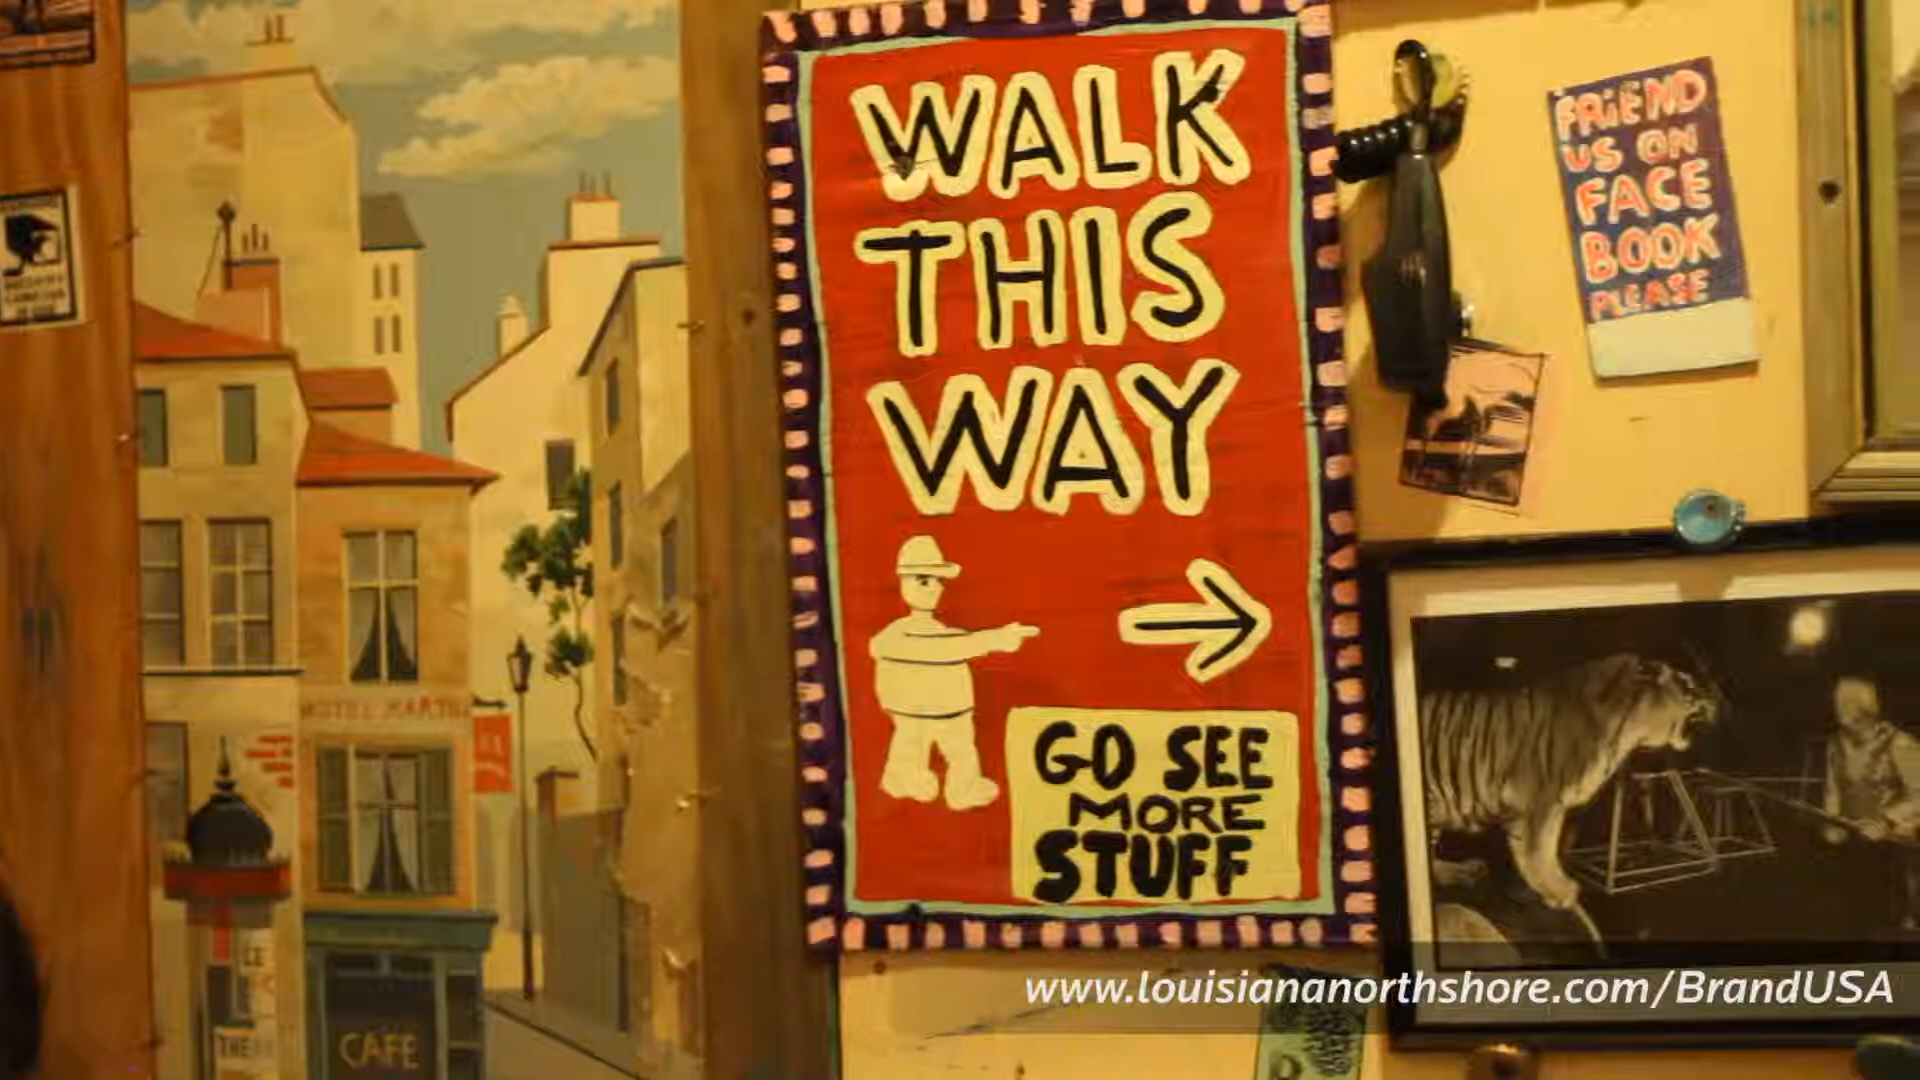 WALK
THIS
WAY
GO SEE
MORE
STUFF
FRiEND
US ON
FACE
BOOK
PLEASE
CAFE
www.louisiananorthshore.com/BrandUSA